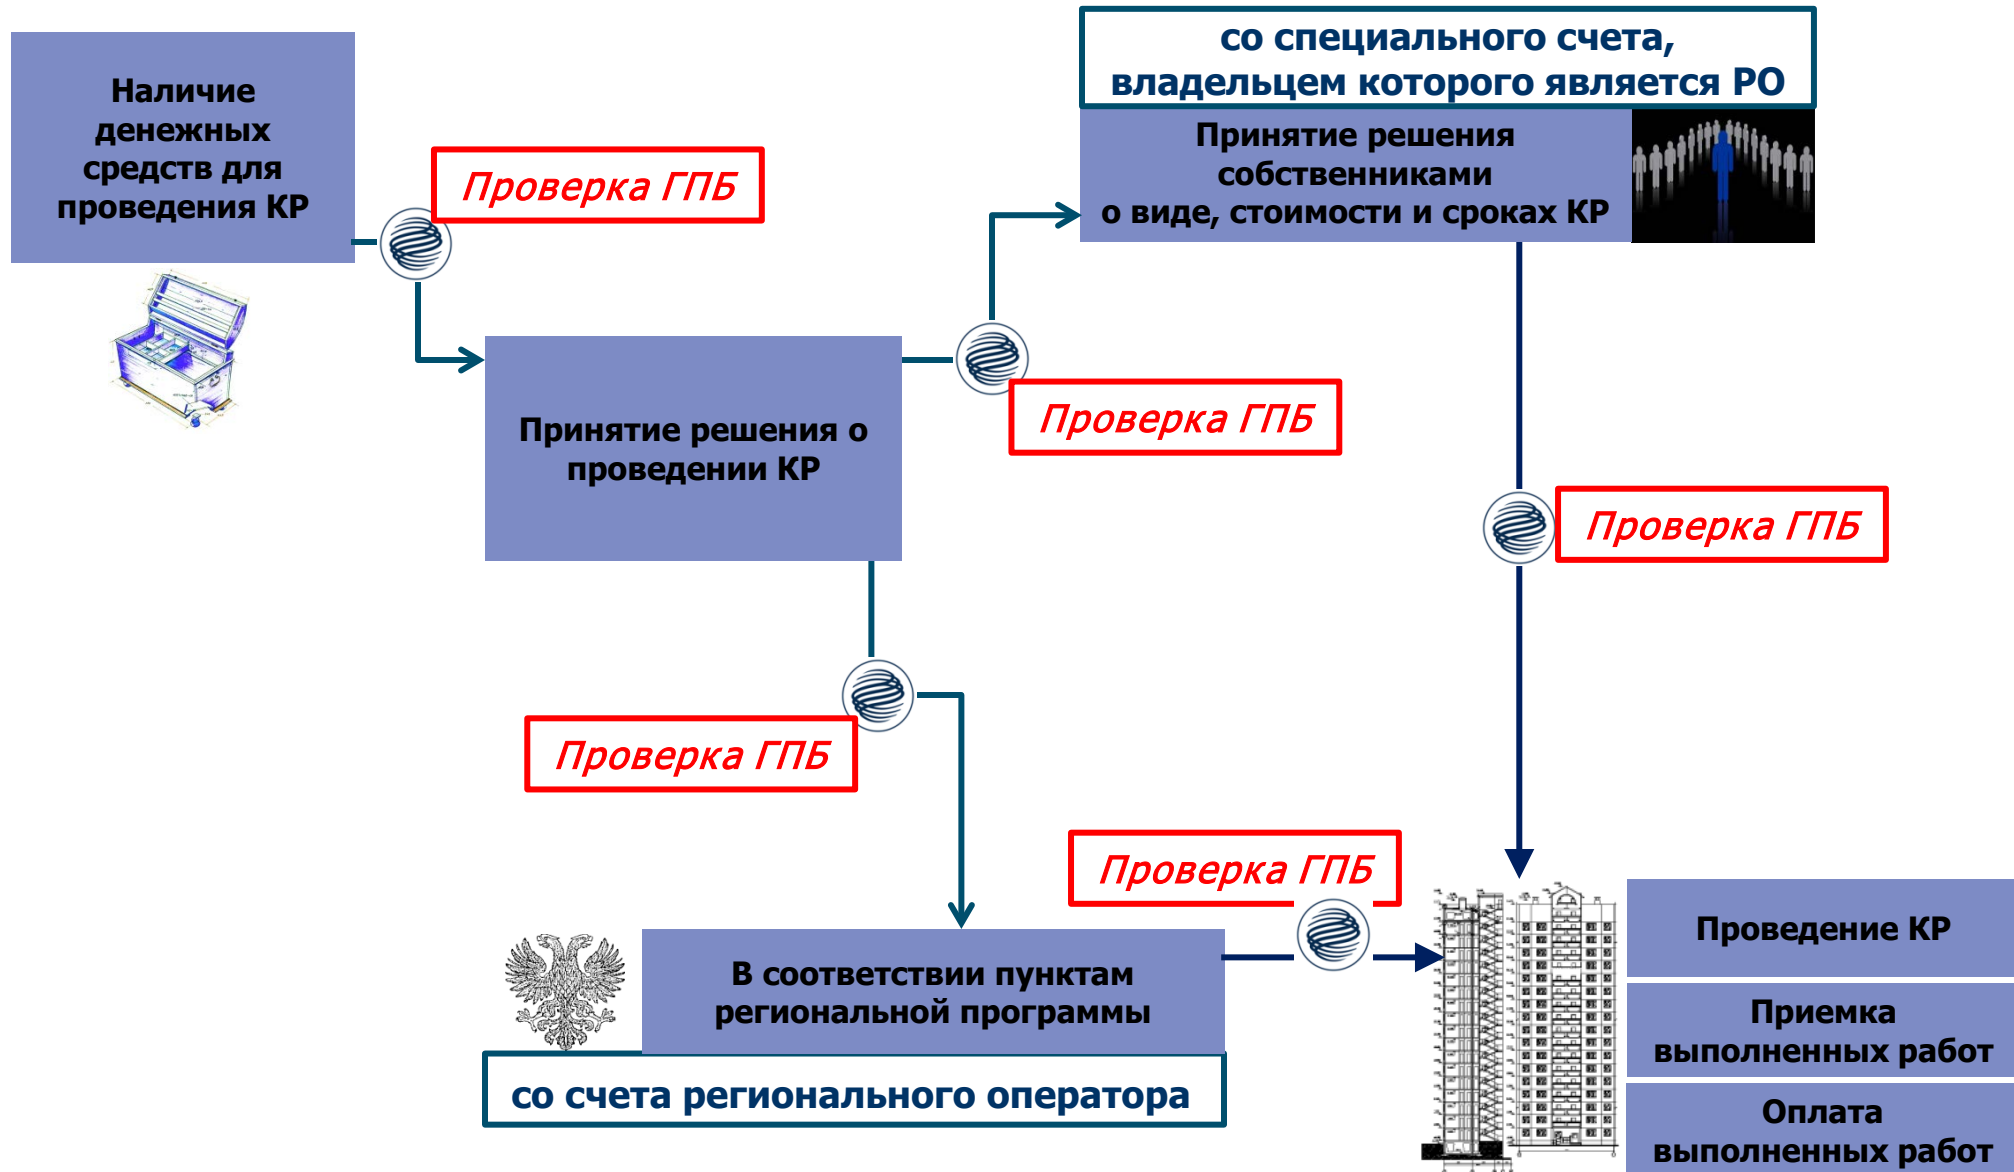 Наличие
денежных
средств для
проведения КР
Проверка ГПБ
со специального счета,
владельцем которого является РО
Принятие решения
собственниками
о виде, стоимости и сроках КР
Принятие решения о
проведении КР
Проверка ГПБ
Проверка ГПБ
Проверка ГПБ
Проверка ГПБ
В соответствии пунктам
региональной программы
со счета регионального оператора
Проведение КР
Приемка
выполненных работ
Оплата
выполненных работ